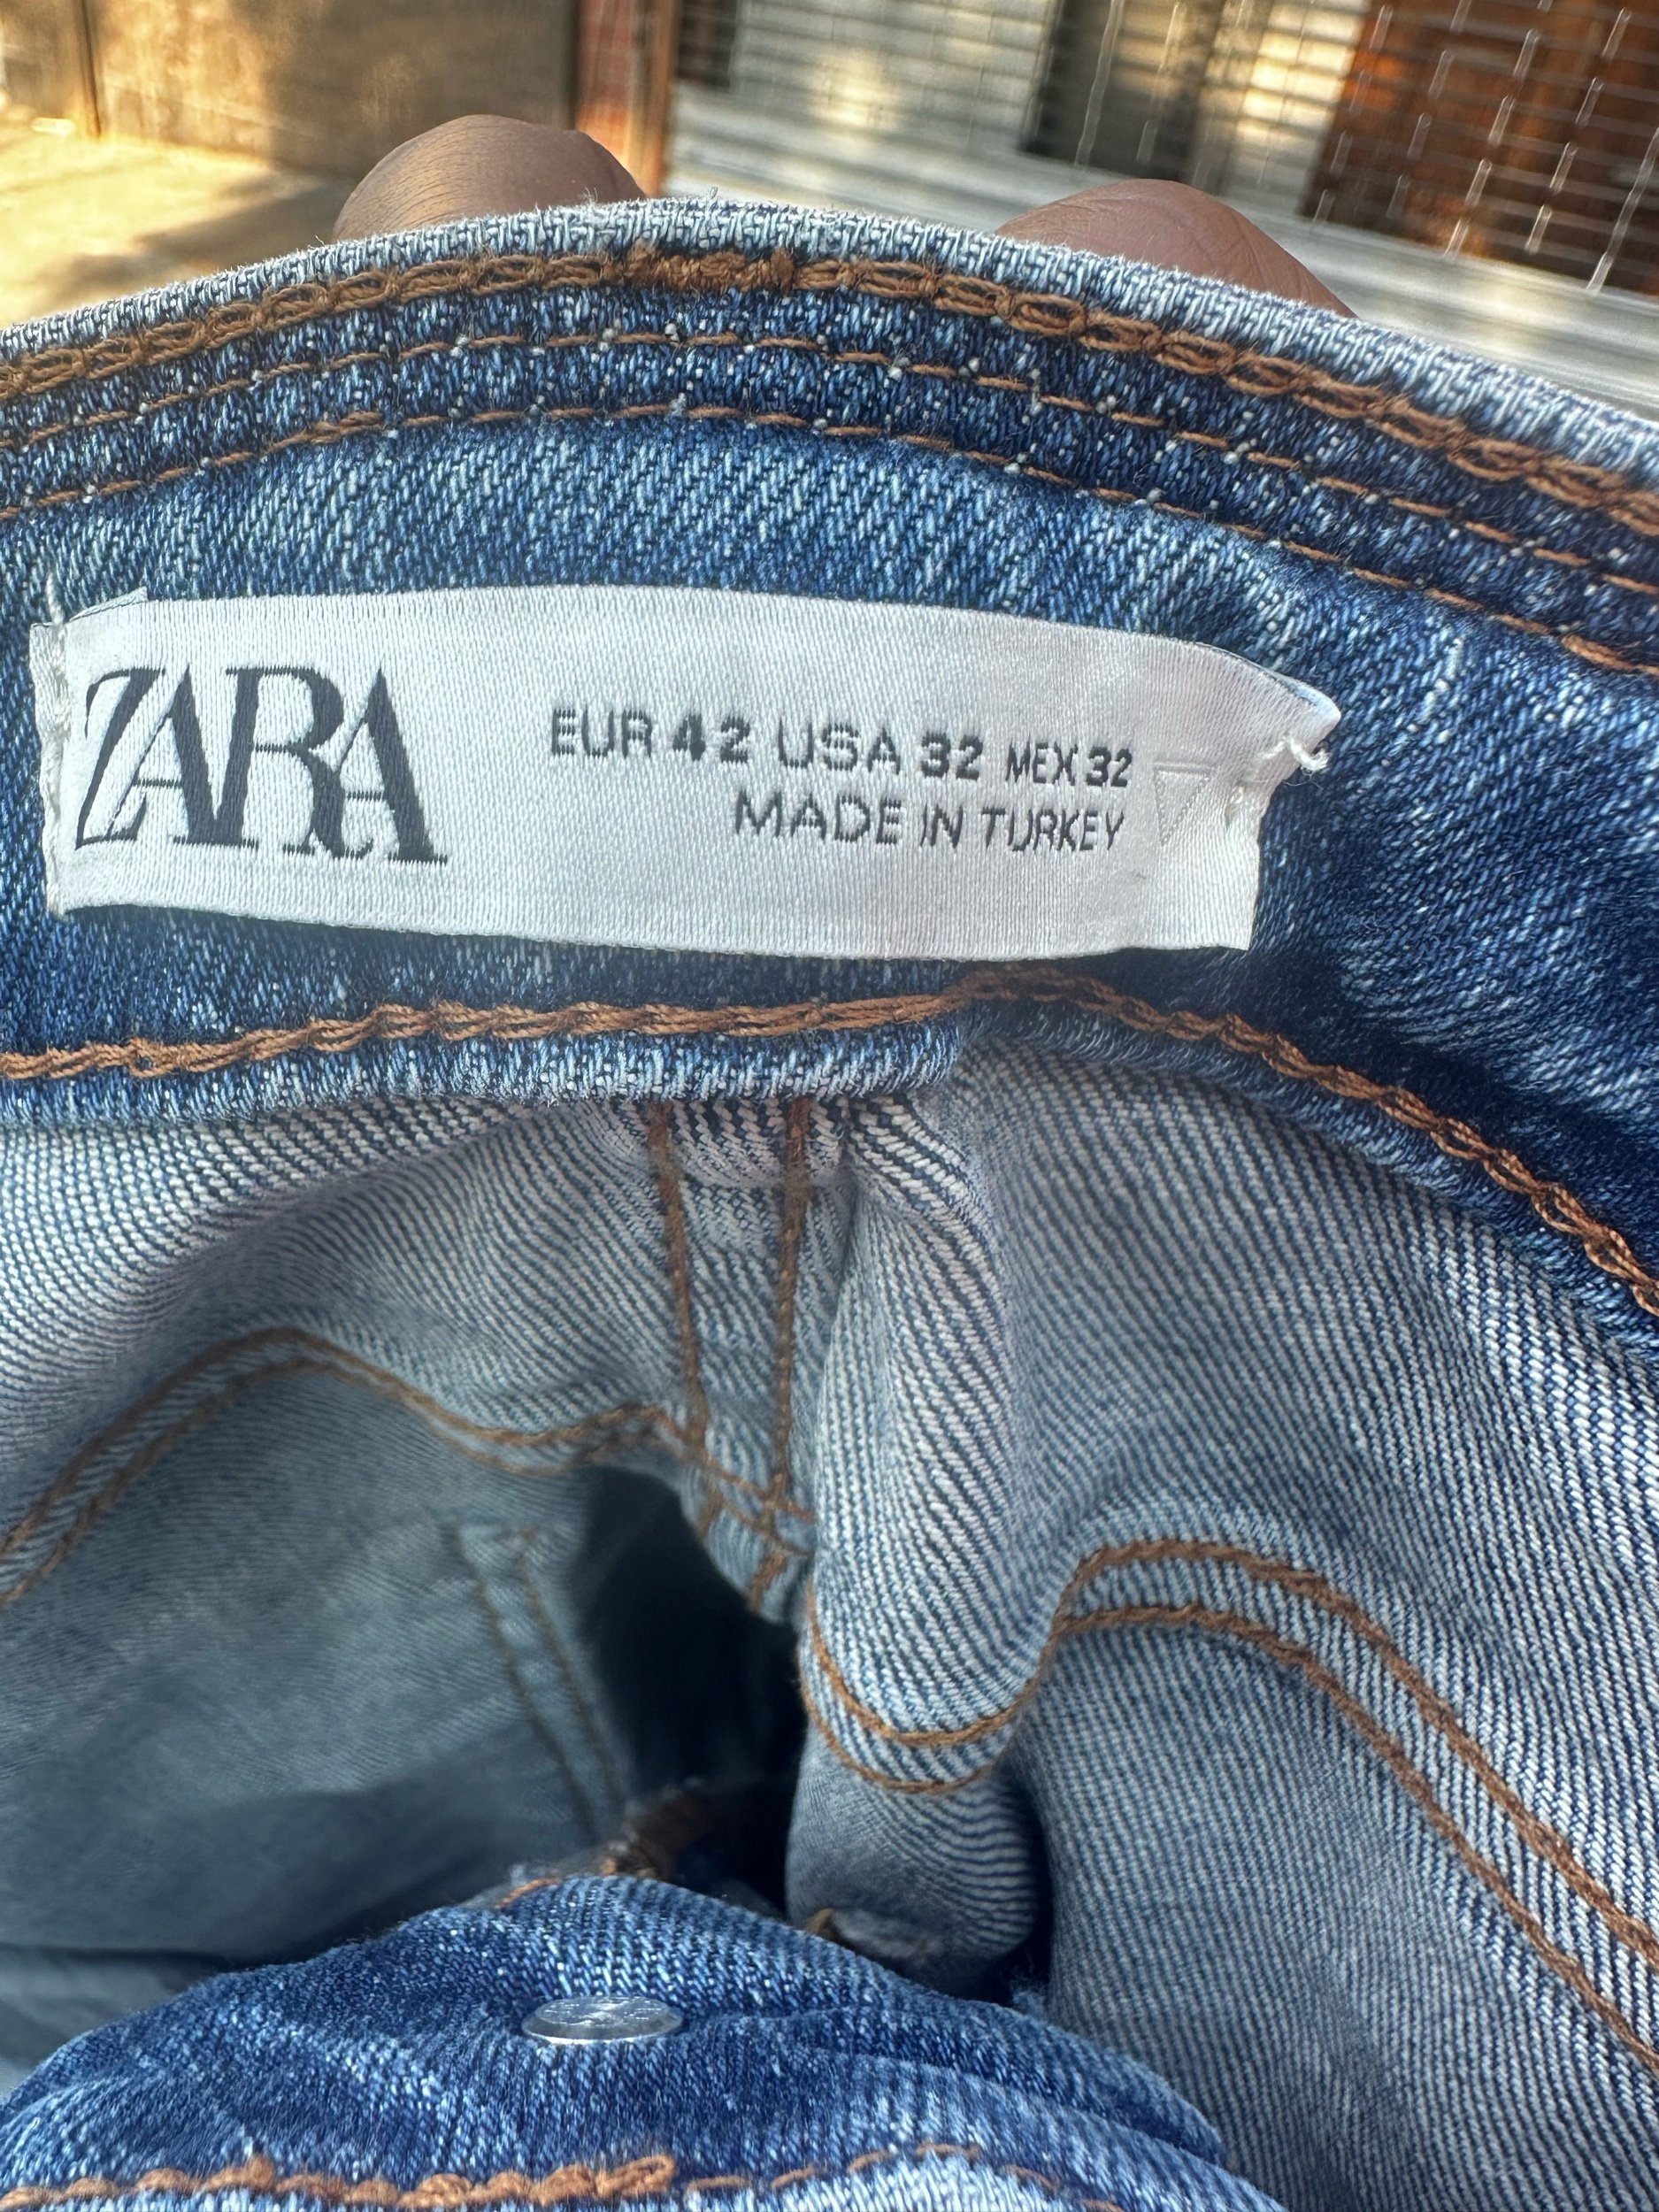 ZARA
EUR 42 USA 32 MEX 32
MADE IN TURKEY